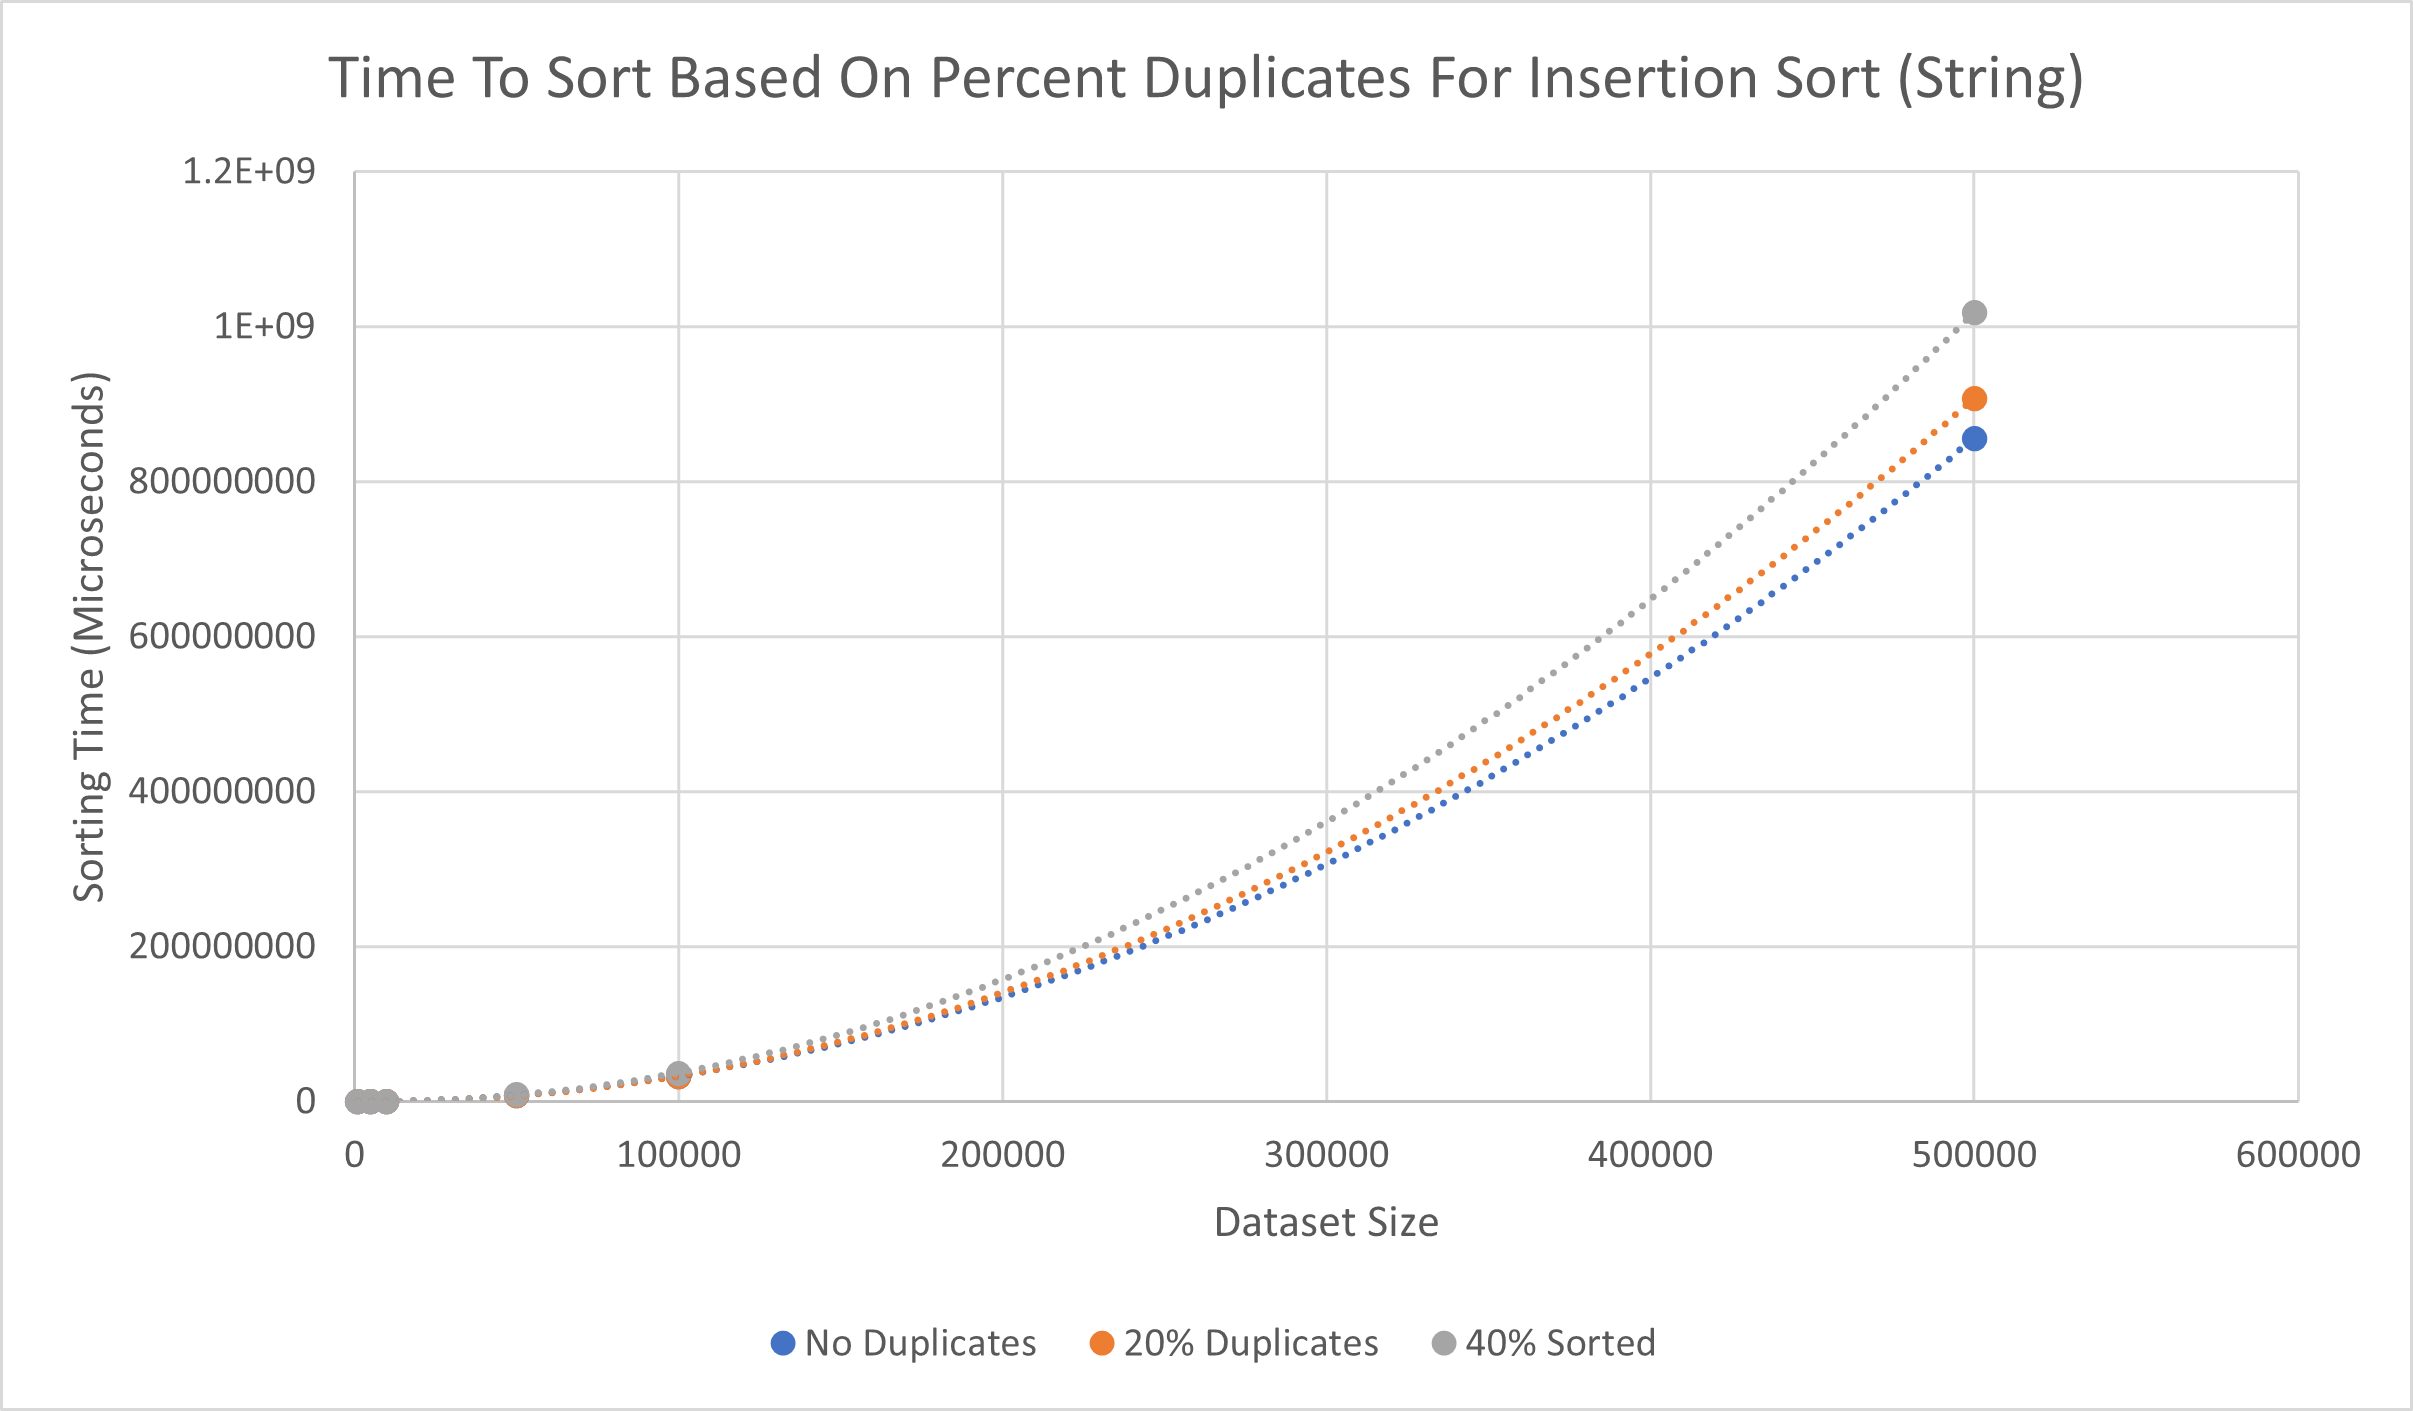 Time To Sort Based On Percent Duplicates For Insertion Sort (String)
Sorting Time (Microseconds)
1.2E+09
1E+09
800000000
600000000
400000000
200000000
0
0 100000 200000 300000 400000 500000 600000
Dataset Size
No Duplicates 20% Duplicates 40% Sorted